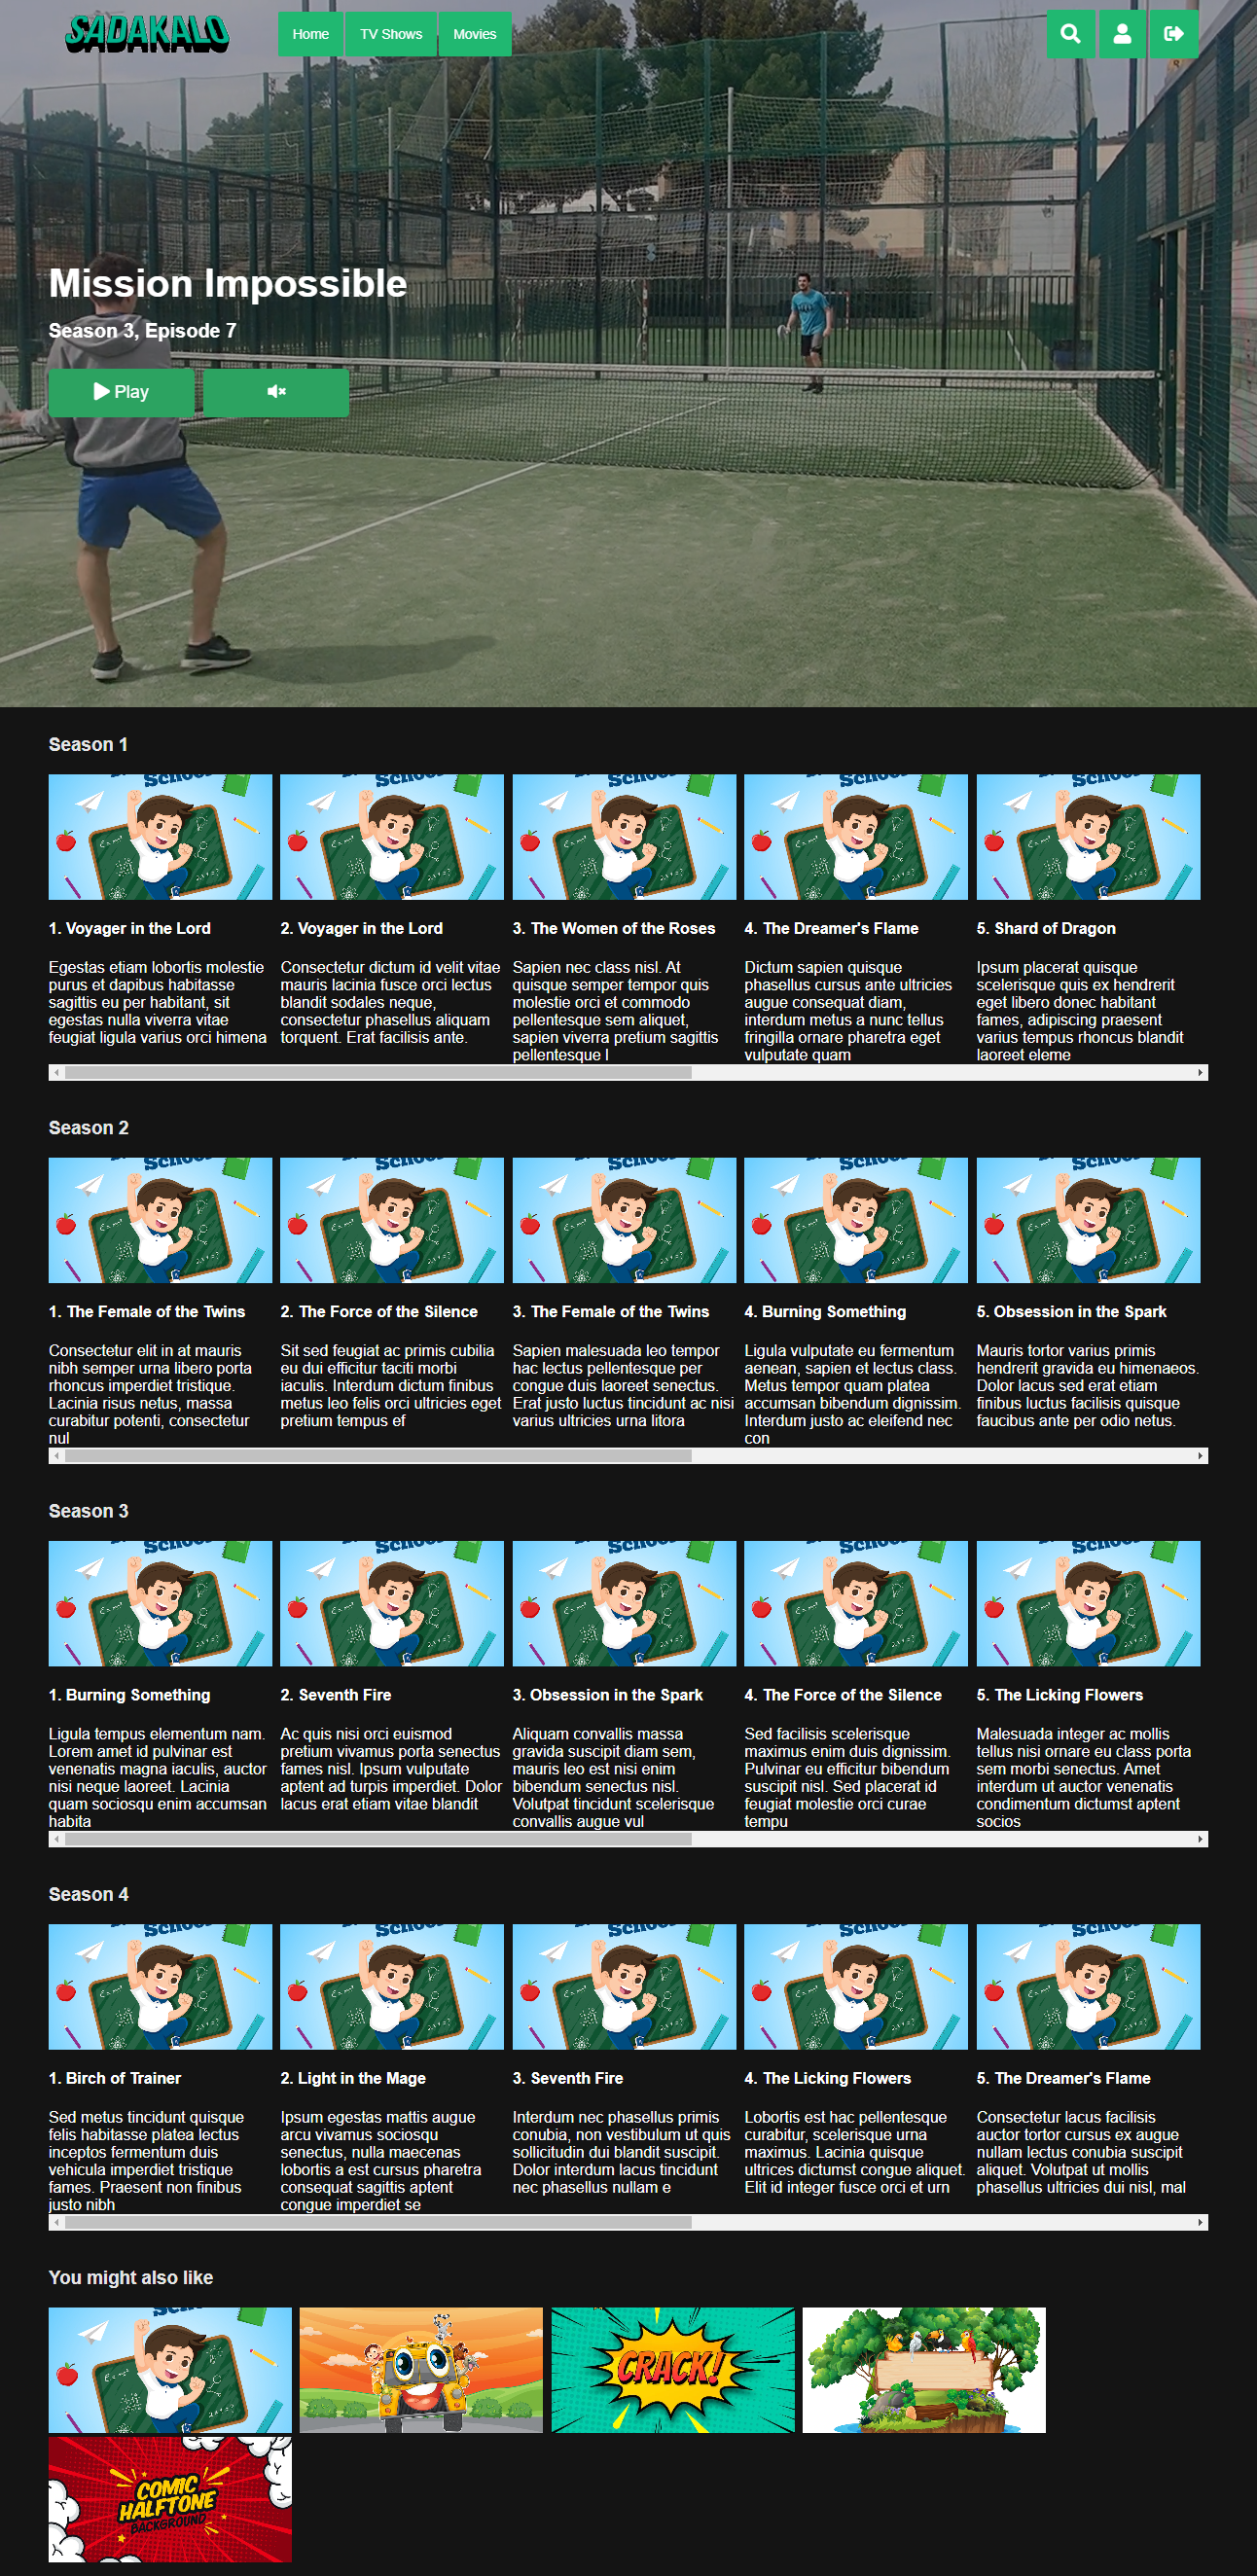 SADAKALO
Home
TV Shows
Movies
Mission Impossible
Season 3, Episode 7
Play
Season 1
1. Voyager in the Lord
Egestas etiam lobortis molestie
purus et dapibus habitasse
sagittis eu per habitant, sit
egestas nulla viverra vitae
feugiat ligula varius orci himena
2. Voyager in the Lord
Consectetur dictum id velit vitae
mauris lacinia fusce orci lectus
blandit sodales neque,
consectetur phasellus aliquam
torquent. Erat facilisis ante.
3. The Women of the Roses
Sapien nec class nisl. At
quisque semper tempor quis
molestie orci et commodo
pellentesque sem aliquet,
sapien viverra pretium sagittis
pellentesque l
4. The Dreamer's Flame
Dictum sapien quisque
phasellus cursus ante ultricies
augue consequat diam,
interdum metus a nunc tellus
fringilla ornare pharetra eget
vulputate quam
5. Shard of Dragon
Ipsum placerat quisque
scelerisque quis ex hendrerit
eget libero donec habitant
fames, adipiscing praesent
varius tempus rhoncus blandit
laoreet eleme
Season 2
1. The Female of the Twins
Consectetur elit in at mauris
nibh semper urna libero porta
rhoncus imperdiet tristique.
Lacinia risus netus, massa
curabitur potenti, consectetur
nul
2. The Force of the Silence
Sit sed feugiat ac primis cubilia
eu dui efficitur taciti morbi
iaculis. Interdum dictum finibus
metus leo felis orci ultricies eget
pretium tempus ef
3. The Female of the Twins
Sapien malesuada leo tempor
hac lectus pellentesque per
congue duis laoreet senectus.
Erat justo luctus tincidunt ac nisi
varius ultricies urna litora
4. Burning Something
Ligula vulputate eu fermentum
aenean, sapien et lectus class.
Metus tempor quam platea
accumsan bibendum dignissim.
Interdum justo ac eleifend nec
con
5. Obsession in the Spark
Mauris tortor varius primis
hendrerit gravida eu himenaeos.
Dolor lacus sed erat etiam
finibus luctus facilisis quisque
faucibus ante per odio netus.
Season 3
1. Burning Something
Ligula tempus elementum nam.
Lorem amet id pulvinar est
venenatis magna iaculis, auctor
nisi neque laoreet. Lacinia
quam sociosqu enim accumsan
habita
2. Seventh Fire
Ac quis nisi orci euismod
pretium vivamus porta senectus
fames nisl. Ipsum vulputate
aptent ad turpis imperdiet. Dolor
lacus erat etiam vitae blandit
3. Obsession in the Spark
Aliquam convallis massa
gravida suscipit diam sem,
mauris leo est nisi enim
bibendum senectus nisl.
Volutpat tincidunt scelerisque
convallis augue vul
4. The Force of the Silence
Sed facilisis scelerisque
maximus enim duis dignissim.
Pulvinar eu efficitur bibendum
suscipit nisl. Sed placerat id
feugiat molestie orci curae
tempu
5. The Licking Flowers
Malesuada integer ac mollis
tellus nisi ornare eu class porta
sem morbi senectus. Amet
interdum ut auctor venenatis
condimentum dictumst aptent
socios
Season 4
1. Birch of Trainer
Sed metus tincidunt quisque
felis habitasse platea lectus
inceptos fermentum duis
vehicula imperdiet tristique
fames. Praesent non finibus
justo nibh
2. Light in the Mage
Ipsum egestas mattis augue
arcu vivamus sociosqu
senectus, nulla maecenas
lobortis a est cursus pharetra
consequat sagittis aptent
congue imperdiet se
3. Seventh Fire
Interdum nec phasellus primis
conubia, non vestibulum ut quis
sollicitudin dui blandit suscipit.
Dolor interdum lacus tincidunt
nec phasellus nullam e
4. The Licking Flowers
Lobortis est hac pellentesque
curabitur, scelerisque urna
maximus. Lacinia quisque
ultrices dictumst congue aliquet.
Elit id integer fusce orci et urn
5. The Dreamer's Flame
Consectetur lacus facilisis
auctor tortor cursus ex augue
nullam lectus conubia suscipit
aliquet. Volutpat ut mollis
phasellus ultricies dui nisl, mal
You might also like
CRACK!
COMIC
HALFTONE
BACKGROUND